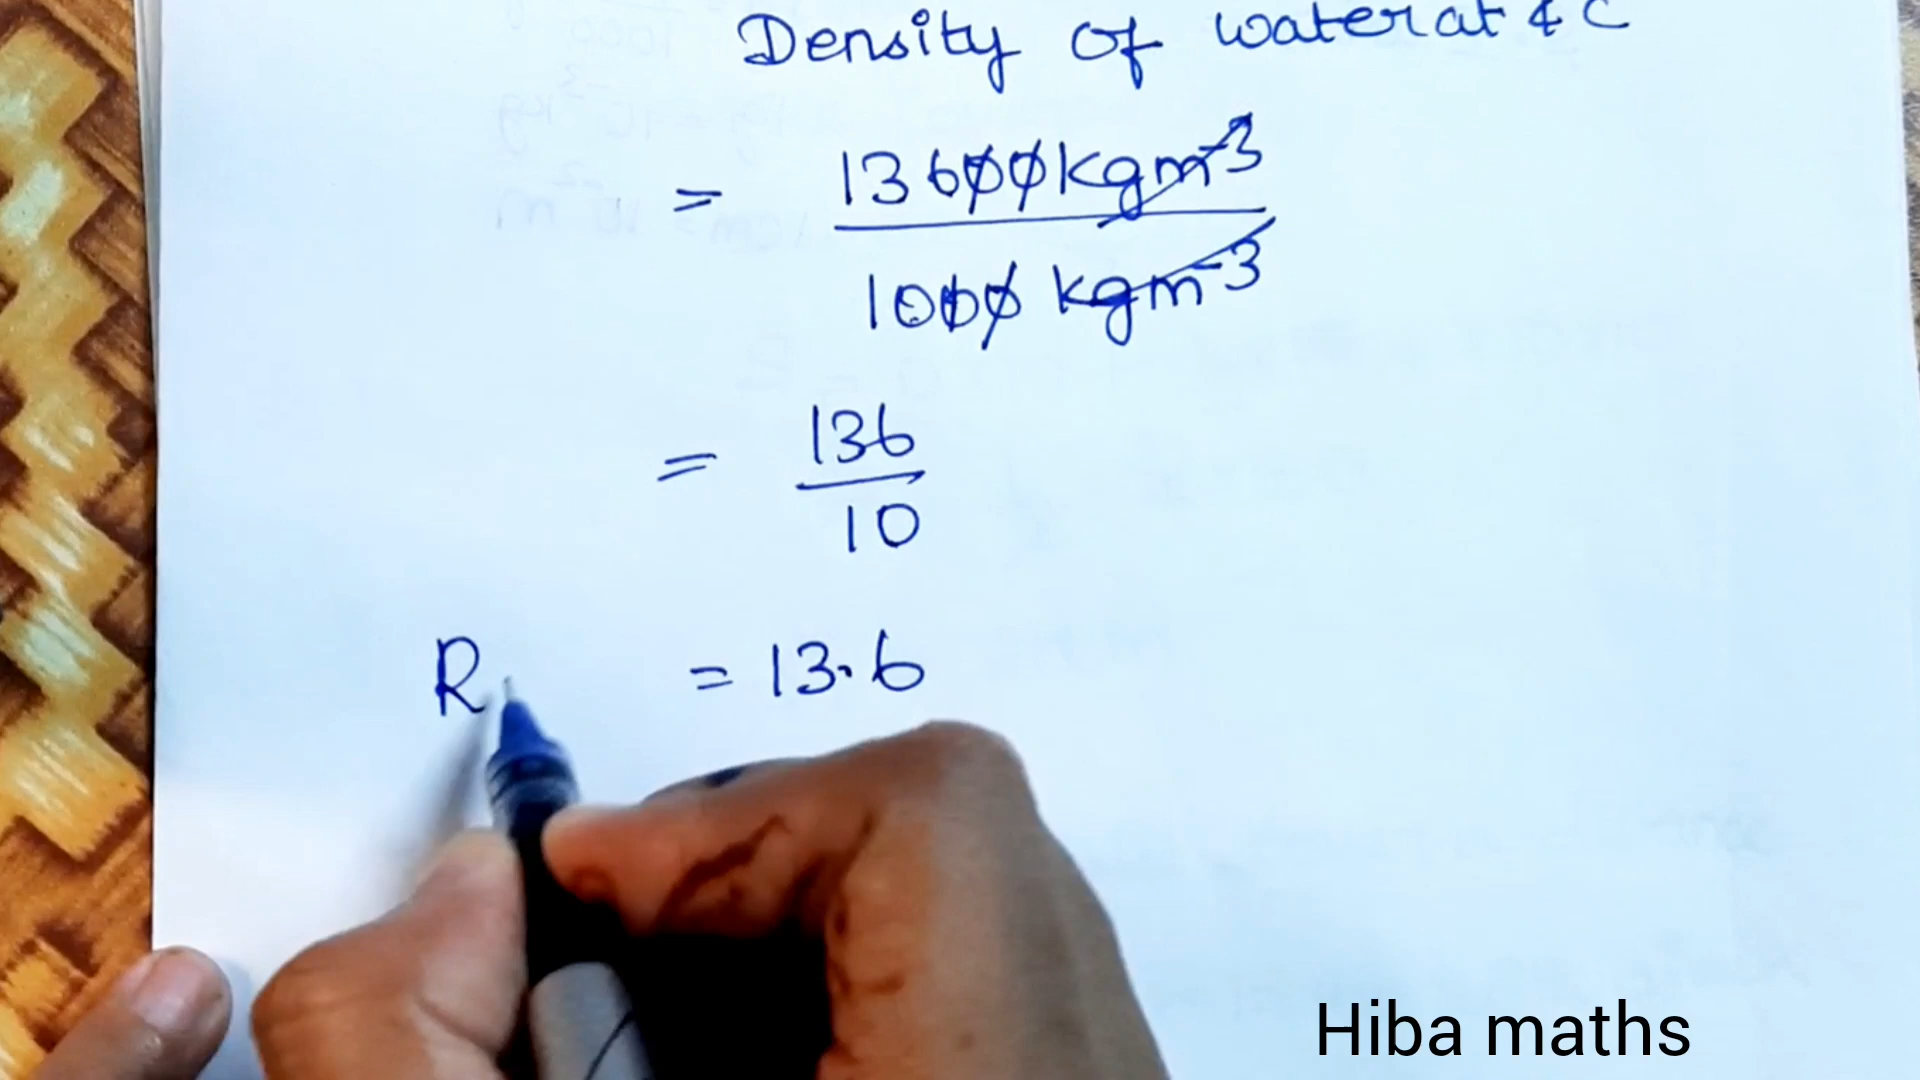 Density of water at 4 C
= 13600 kgm-3
1000 kgm-3
= 136
10
R = 13.6
Hiba maths